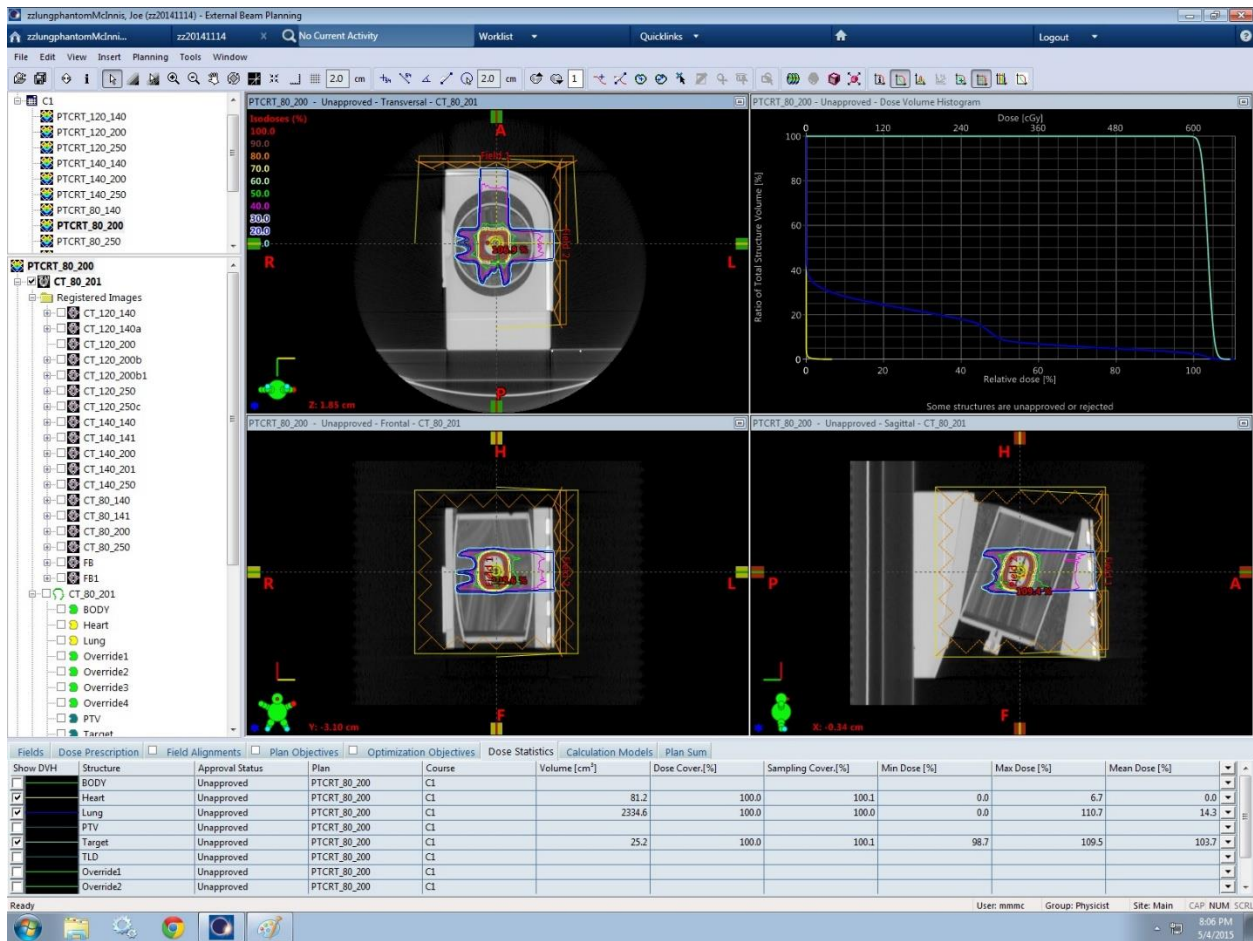 zzlungphantomMcInnis, Joe (zz20141114) - External Beam Planning
zzlungphantomMcInni... zz20141114 X No Current Activity Worklist Quicklinks Logout
File Edit View Insert Planning Tools Window
2.0 cm 2.0 cm 1
C1
PTCRT_120_140
PTCRT_120_200
PTCRT_120_250
PTCRT_140_140
PTCRT_140_200
PTCRT_140_250
PTCRT_80_140
PTCRT_80_200
PTCRT_80_250
PTCRT_80_200
CT_80_201
Registered Images
CT_120_140
CT_120_140a
CT_120_200
CT_120_200b
CT_120_200b1
CT_120_250
CT_120_250c
CT_140_140
CT_140_141
CT_140_200
CT_140_201
CT_140_250
CT_80_140
CT_80_141
CT_80_200
CT_80_250
FB
FB1
CT_80_201
BODY
Heart
Lung
Override1
Override2
Override3
Override4
PTV
Target
PTCRT_80_200 - Unapproved - Transversal - CT_80_201
Isodoses (%)
100.0
90.0
80.0
70.0
60.0
50.0
40.0
30.0
20.0
A
Field 1
Field 2
R
L
P
Z: 1.85 cm
PTCRT_80_200 - Unapproved - Dose Volume Histogram
Dose [cGy]
0 120 240 360 480 600
Ratio of Total Structure Volume [%]
100
80
60
40
20
0
0 20 40 60 80 100
Relative dose [%]
Some structures are unapproved or rejected
PTCRT_80_200 - Unapproved - Frontal - CT_80_201
H
R
L
F
Y: -3.10 cm
PTCRT_80_200 - Unapproved - Sagittal - CT_80_201
H
P
A
109.4 %
F
X: -0.34 cm
Fields Dose Prescription Field Alignments Plan Objectives Optimization Objectives Dose Statistics Calculation Models Plan Sum
Show DVH Structure Approval Status Plan Course Volume [cm³] Dose Cover.[%] Sampling Cover.[%] Min Dose [%] Max Dose [%] Mean Dose [%]
BODY Unapproved PTCRT_80_200 C1
Heart Unapproved PTCRT_80_200 C1 81.2 100.0 100.1 0.0 6.7 0.0
Lung Unapproved PTCRT_80_200 C1 2334.6 100.0 100.0 0.0 110.7 14.3
PTV Unapproved PTCRT_80_200 C1
Target Unapproved PTCRT_80_200 C1 25.2 100.0 100.1 98.7 109.5 103.7
TLD Unapproved PTCRT_80_200 C1
Override1 Unapproved PTCRT_80_200 C1
Override2 Unapproved PTCRT_80_200 C1
Ready User: mmmc Group: Physicist Site: Main CAP NUM SCRL
8:06 PM
5/4/2015